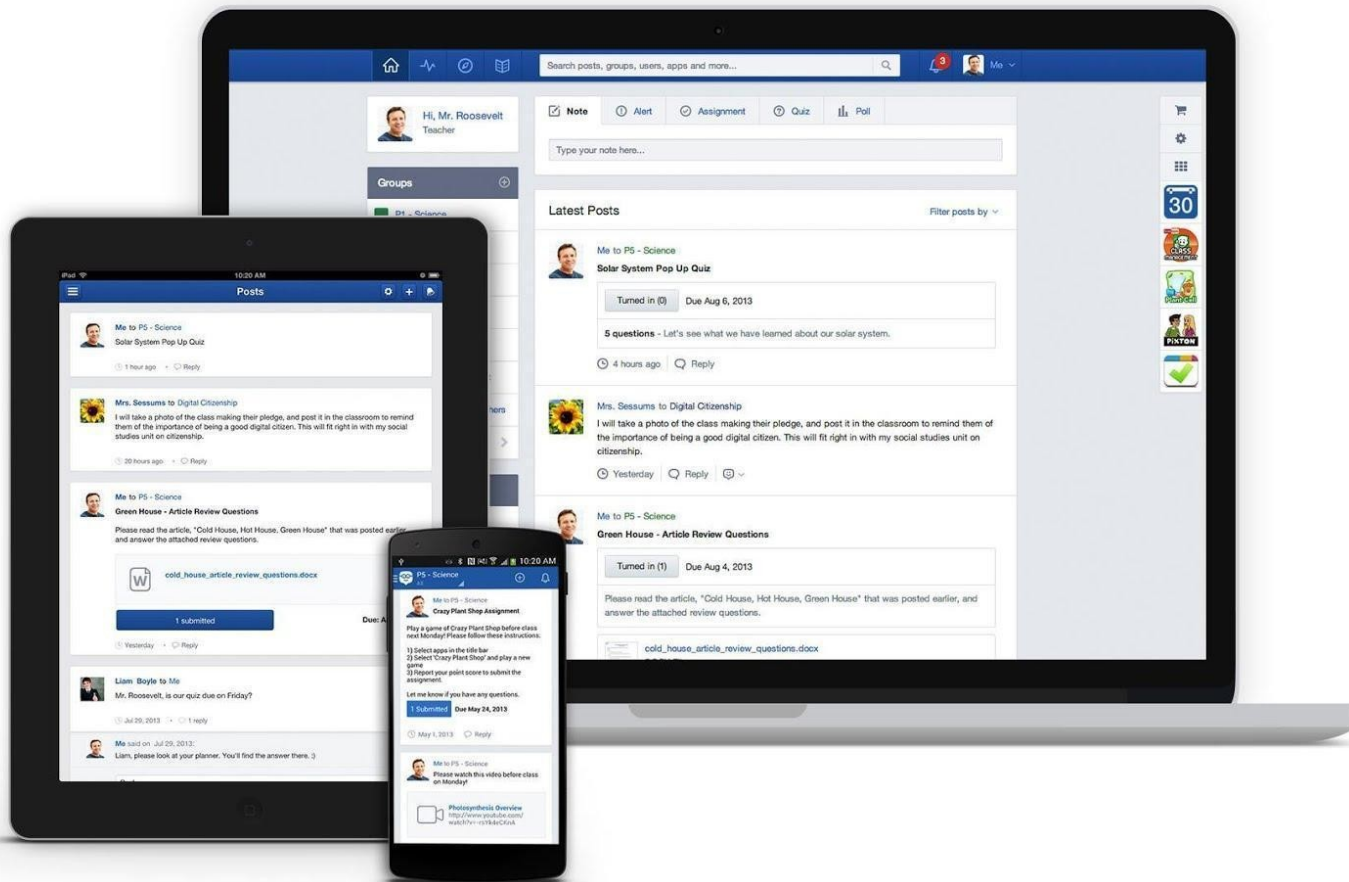 Search posts, groups, users, apps and more...
3
Me
Hi, Mr. Roosevelt
Teacher
Groups
P1 - Science
hers
Note
Alert
Assignment
Quiz
Poll
Type your note here...
Latest Posts
Filter posts by
Me to P5 - Science
Solar System Pop Up Quiz
Turned in (0)
Due Aug 6, 2013
5 questions - Let's see what we have learned about our solar system.
4 hours ago
Reply
Mrs. Sessums to Digital Citizenship
I will take a photo of the class making their pledge, and post it in the classroom to remind them of
the importance of being a good digital citizen. This will fit right in with my social studies unit on
citizenship.
Yesterday
Reply
Me to P5 - Science
Green House - Article Review Questions
Turned in (1)
Due Aug 4, 2013
Please read the article, "Cold House, Hot House, Green House" that was posted earlier, and
answer the attached review questions.
cold_house_article_review_questions.docx
30
CLASS
Plant Cell
PIXTON
iPad
10:20 AM
Posts
Me to P5 - Science
Solar System Pop Up Quiz
1 hour ago
Reply
Mrs. Sessums to Digital Citizenship
I will take a photo of the class making their pledge, and post it in the classroom to remind
them of the importance of being a good digital citizen. This will fit right in with my social
studies unit on citizenship.
20 hours ago
Reply
Me to P5 - Science
Green House - Article Review Questions
Please read the article, "Cold House, Hot House, Green House" that was posted earlier
and answer the attached review questions.
W
cold_house_article_review_questions.docx
1 submitted
Due: A
Yesterday
Reply
Liam Boyle to Me
Mr. Roosevelt, is our quiz due on Friday?
Jul 29, 2013
1 reply
Me said on Jul 29, 2013:
Liam, please look at your planner. You'll find the answer there. :)
10:20 AM
P5 - Science
Me to P5 - Science
Crazy Plant Shop Assignment
Play a game of Crazy Plant Shop before class
next Monday! Please follow these instructions:
1) Select apps in the title bar
2) Select 'Crazy Plant Shop' and play a new
game
3) Report your point score to submit the
assignment.
Let me know if you have any questions.
1 Submitted
Due May 24, 2013
May 1, 2013
Reply
Me to P5 - Science
Please watch this video before class
on Monday!
Photosynthesis Overview
http://www.youtube.com/